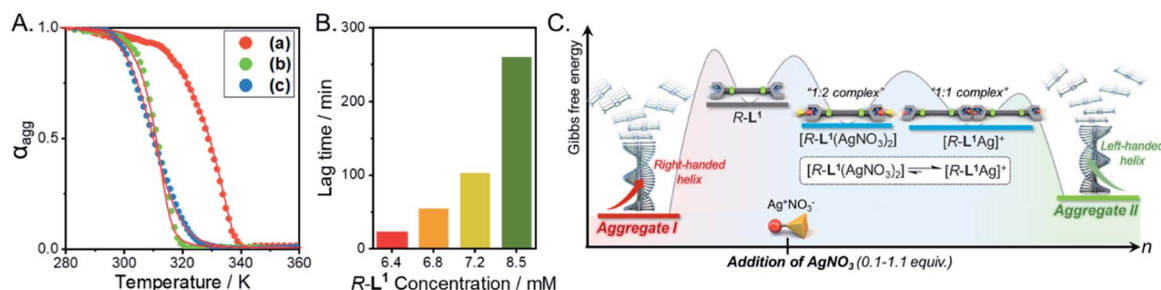 A.
1.0
0.5
0.0
αagg
280 300 320 340 360
Temperature / K
(a)
(b)
(c)
B.
300
200
100
0
Lag time / min
6.4 6.8 7.2 8.5
R-L¹ Concentration / mM
C.
Gibbs free energy
Right-handed
helix
Aggregate I
R-L¹
"1:2 complex"
[R-L¹(AgNO₃)₂]
"1:1 complex"
[R-L¹Ag]⁺
[R-L¹(AgNO₃)₂] ⇌ [R-L¹Ag]⁺
Ag⁺NO₃⁻
Left-handed
helix
Aggregate II
n
Addition of AgNO₃ (0.1-1.1 equiv.)